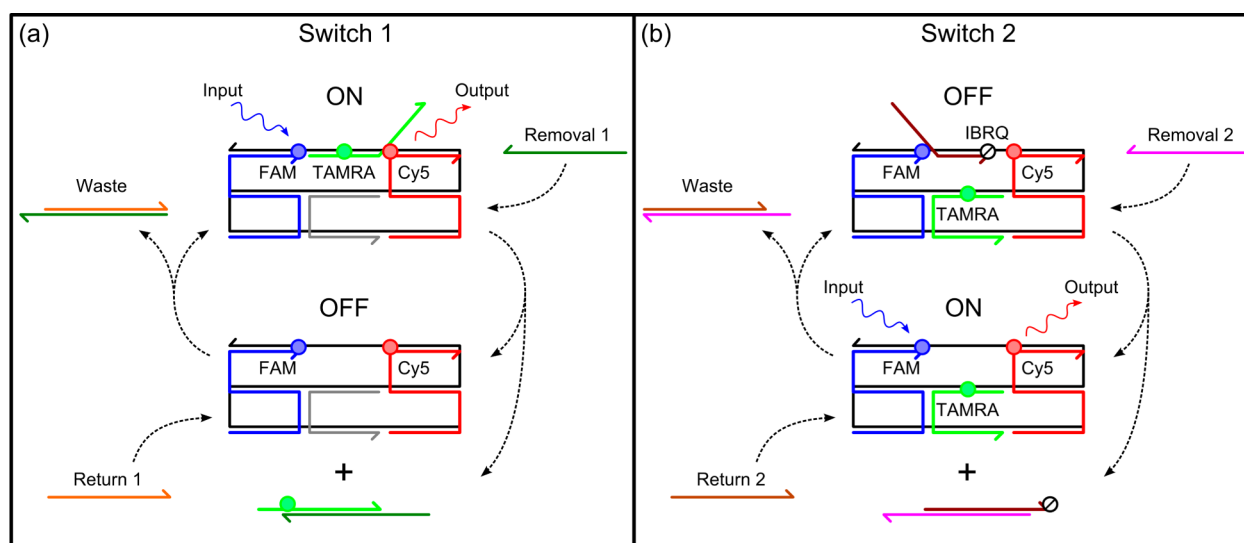 (a)
Switch 1
Input
ON
Output
Removal 1
FAM
TAMRA
Cy5
Waste
OFF
FAM
Cy5
Return 1
+
(b)
Switch 2
OFF
IBRQ
Removal 2
FAM
Cy5
Waste
TAMRA
Input
ON
Output
FAM
Cy5
TAMRA
Return 2
+